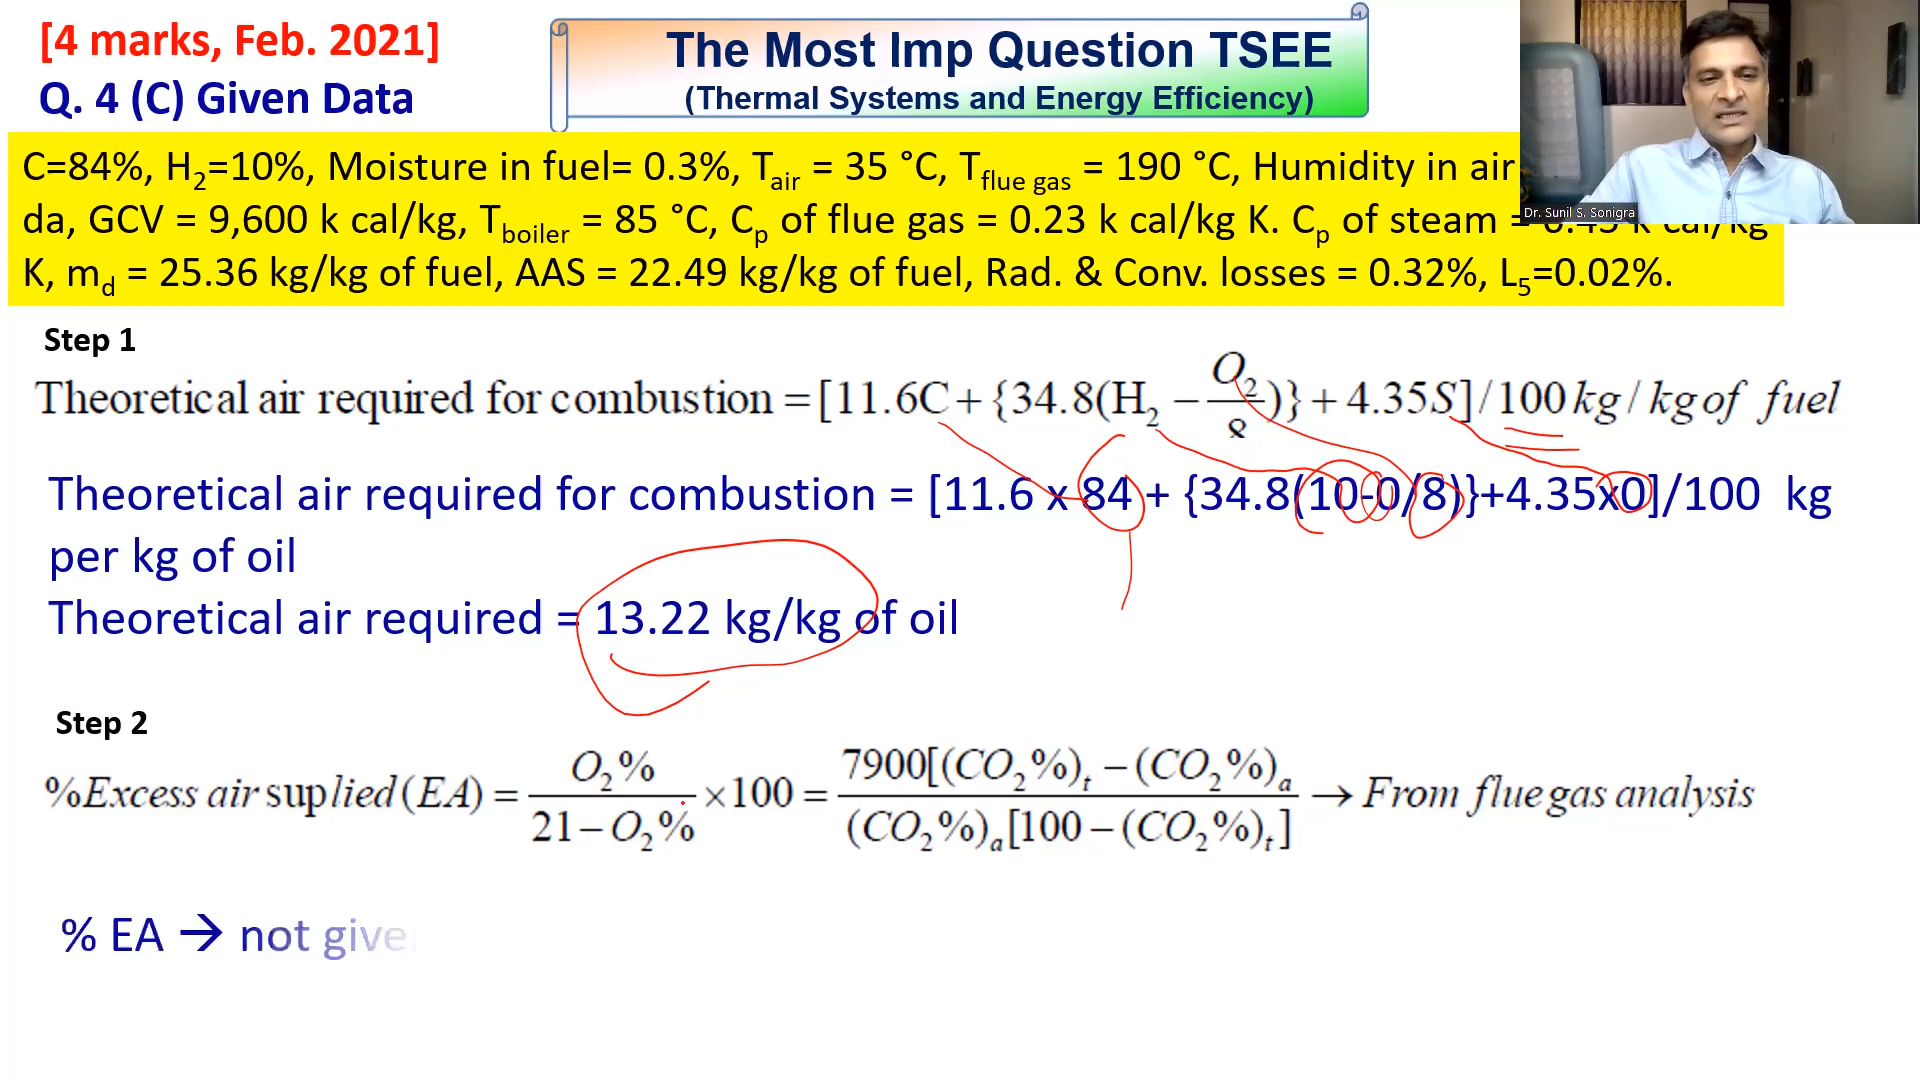 [4 marks, Feb. 2021]
Q. 4 (C) Given Data
The Most Imp Question TSEE
(Thermal Systems and Energy Efficiency)
C=84%, H₂=10%, Moisture in fuel= 0.3%, T_air = 35 °C, T_flue gas = 190 °C, Humidity in air
da, GCV = 9,600 k cal/kg, T_boiler = 85 °C, C_p of flue gas = 0.23 k cal/kg K. C_p of steam = 
K, m_d = 25.36 kg/kg of fuel, AAS = 22.49 kg/kg of fuel, Rad. & Conv. losses = 0.32%, L₅=0.02%.
Dr. Sunil S. Sonigra
Step 1
Theoretical air required for combustion = [11.6C + {34.8(H₂ − O₂/8)} + 4.35S]/100 kg / kg of fuel
Theoretical air required for combustion = [11.6 x 84 + {34.8(10-0/8)}+4.35x0]/100 kg
per kg of oil
Theoretical air required = 13.22 kg/kg of oil
Step 2
%Excess air suplied (EA) = O₂% / 21 − O₂% ×100 = 7900[(CO₂%)ₜ − (CO₂%)ₐ / (CO₂%)ₐ[100 − (CO₂%)ₜ] → From flue gas analysis
% EA → not give